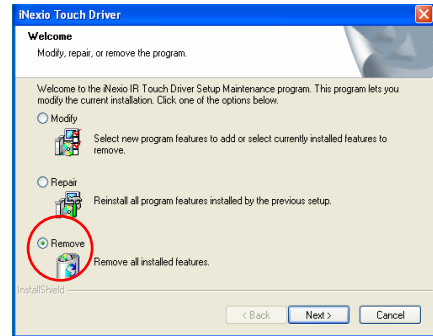 iNexio Touch Driver
Welcome
Modify, repair, or remove the program.
Welcome to the iNexio IR Touch Driver Setup Maintenance program. This program lets you
modify the current installation. Click one of the options below.
Modify
Select new program features to add or select currently installed features to
remove.
Repair
Reinstall all program features installed by the previous setup.
Remove
Remove all installed features.
InstallShield
< Back
Next >
Cancel